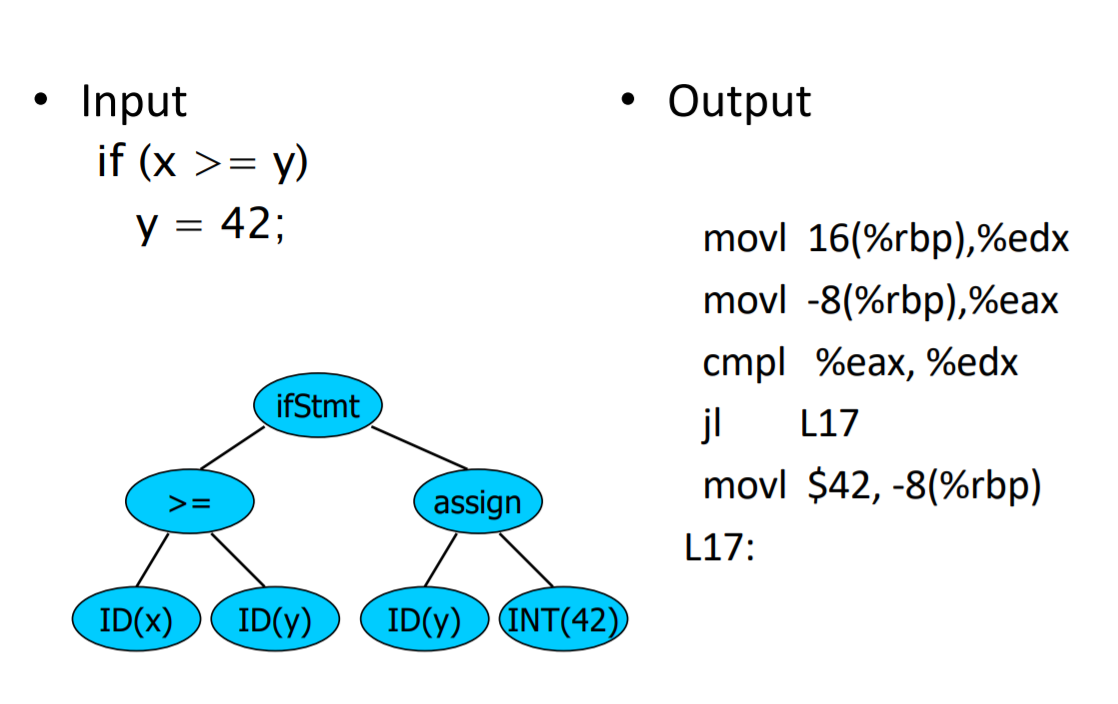 • Input
if (x >= y)
y = 42;
ifStmt
>=
assign
ID(x)
ID(y)
ID(y)
INT(42)
• Output
movl 16(%rbp),%edx
movl -8(%rbp),%eax
cmpl %eax, %edx
jl L17
movl $42, -8(%rbp)
L17: